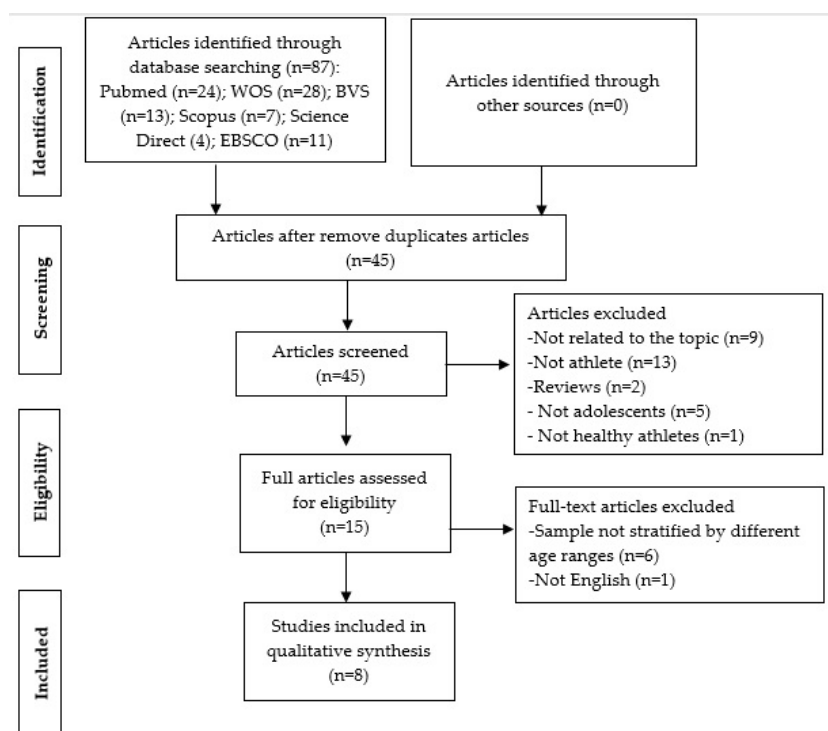 Identification
Articles identified through
database searching (n=87):
Pubmed (n=24); WOS (n=28); BVS
(n=13); Scopus (n=7); Science
Direct (4); EBSCO (n=11)
Articles identified through
other sources (n=0)
Screening
Articles after remove duplicates articles
(n=45)
Articles screened
(n=45)
Articles excluded
-Not related to the topic (n=9)
-Not athlete (n=13)
-Reviews (n=2)
- Not adolescents (n=5)
- Not healthy athletes (n=1)
Eligibility
Full articles assessed
for eligibility
(n=15)
Full-text articles excluded
-Sample not stratified by different
age ranges (n=6)
-Not English (n=1)
Included
Studies included in
qualitative synthesis
(n=8)